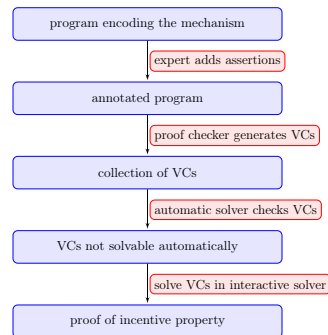 program encoding the mechanism
expert adds assertions
annotated program
proof checker generates VCs
collection of VCs
automatic solver checks VCs
VCs not solvable automatically
solve VCs in interactive solver
proof of incentive property